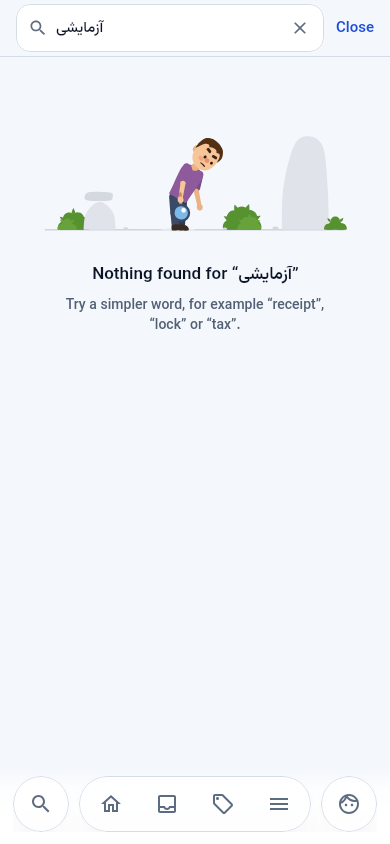 آزمایشی
Close
Nothing found for “آزمایشی”
Try a simpler word, for example “receipt”,
“lock” or “tax”.